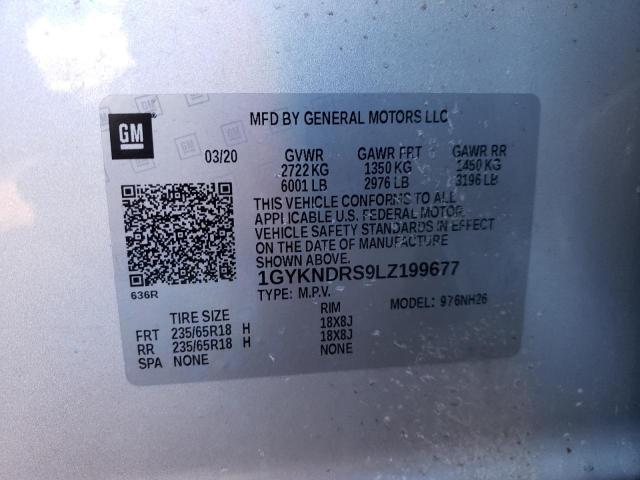 GM
MFD BY GENERAL MOTORS LLC
03/20 GVWR GAWR FRT GAWR RR
2722 KG 1350 KG 1450 KG
6001 LB 2976 LB 3196 LB
THIS VEHICLE CONFORMS TO ALL
APPLICABLE U.S. FEDERAL MOTOR
VEHICLE SAFETY STANDARDS IN EFFECT
ON THE DATE OF MANUFACTURE
SHOWN ABOVE.
1GYKNDRS9LZ199677
636R
TYPE: M.P.V. MODEL: 976NH26
TIRE SIZE RIM
FRT 235/65R18 H 18X8J
RR 235/65R18 H 18X8J
SPA NONE NONE